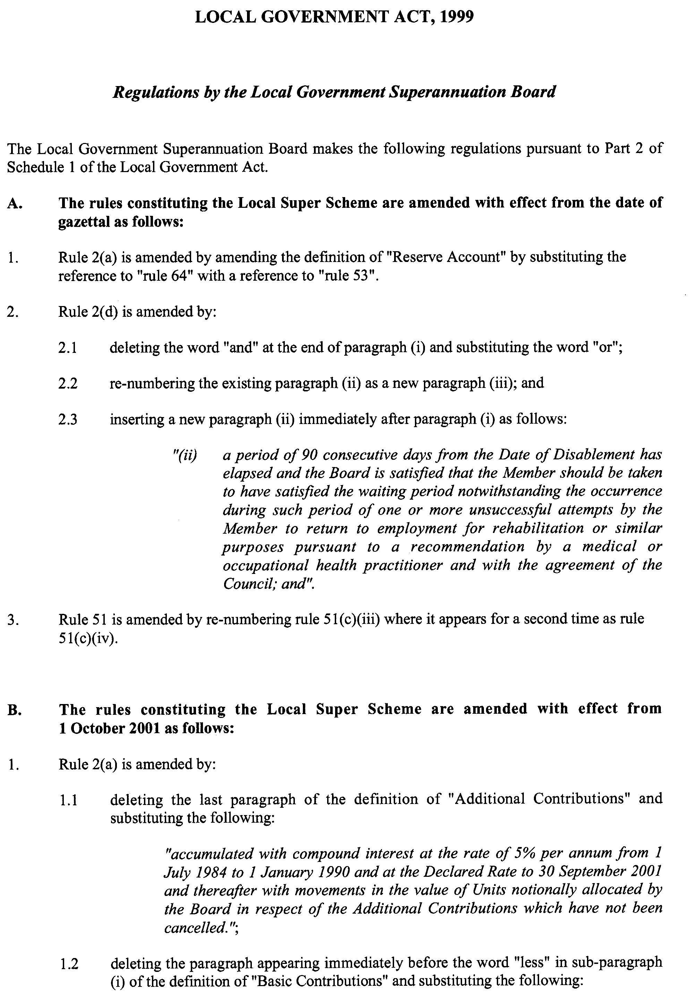 LOCAL GOVERNMENT ACT, 1999
Regulations by the Local Government Superannuation Board
The Local Government Superannuation Board makes the following regulations pursuant to Part 2 of
Schedule 1 of the Local Government Act.
A. The rules constituting the Local Super Scheme are amended with effect from the date of
gazettal as follows:
1. Rule 2(a) is amended by amending the definition of "Reserve Account" by substituting the
reference to "rule 64" with a reference to "rule 53".
2. Rule 2(d) is amended by:
2.1 deleting the word "and" at the end of paragraph (i) and substituting the word "or";
2.2 re-numbering the existing paragraph (ii) as a new paragraph (iii); and
2.3 inserting a new paragraph (ii) immediately after paragraph (i) as follows:
"(ii) a period of 90 consecutive days from the Date of Disablement has
elapsed and the Board is satisfied that the Member should be taken
to have satisfied the waiting period notwithstanding the occurrence
during such period of one or more unsuccessful attempts by the
Member to return to employment for rehabilitation or similar
purposes pursuant to a recommendation by a medical or
occupational health practitioner and with the agreement of the
Council; and".
3. Rule 51 is amended by re-numbering rule 51(c)(iii) where it appears for a second time as rule
51(c)(iv).
B. The rules constituting the Local Super Scheme are amended with effect from
1 October 2001 as follows:
1. Rule 2(a) is amended by:
1.1 deleting the last paragraph of the definition of "Additional Contributions" and
substituting the following:
"accumulated with compound interest at the rate of 5% per annum from 1
July 1984 to 1 January 1990 and at the Declared Rate to 30 September 2001
and thereafter with movements in the value of Units notionally allocated by
the Board in respect of the Additional Contributions which have not been
cancelled.";
1.2 deleting the paragraph appearing immediately before the word "less" in sub-paragraph
(i) of the definition of "Basic Contributions" and substituting the following: